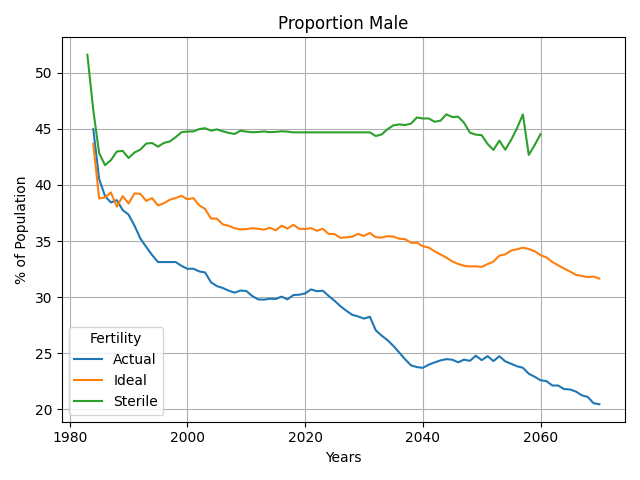 Proportion Male
% of Population
50
45
40
35
30
25
20
Fertility
Actual
Ideal
Sterile
1980 2000 2020 2040 2060
Years